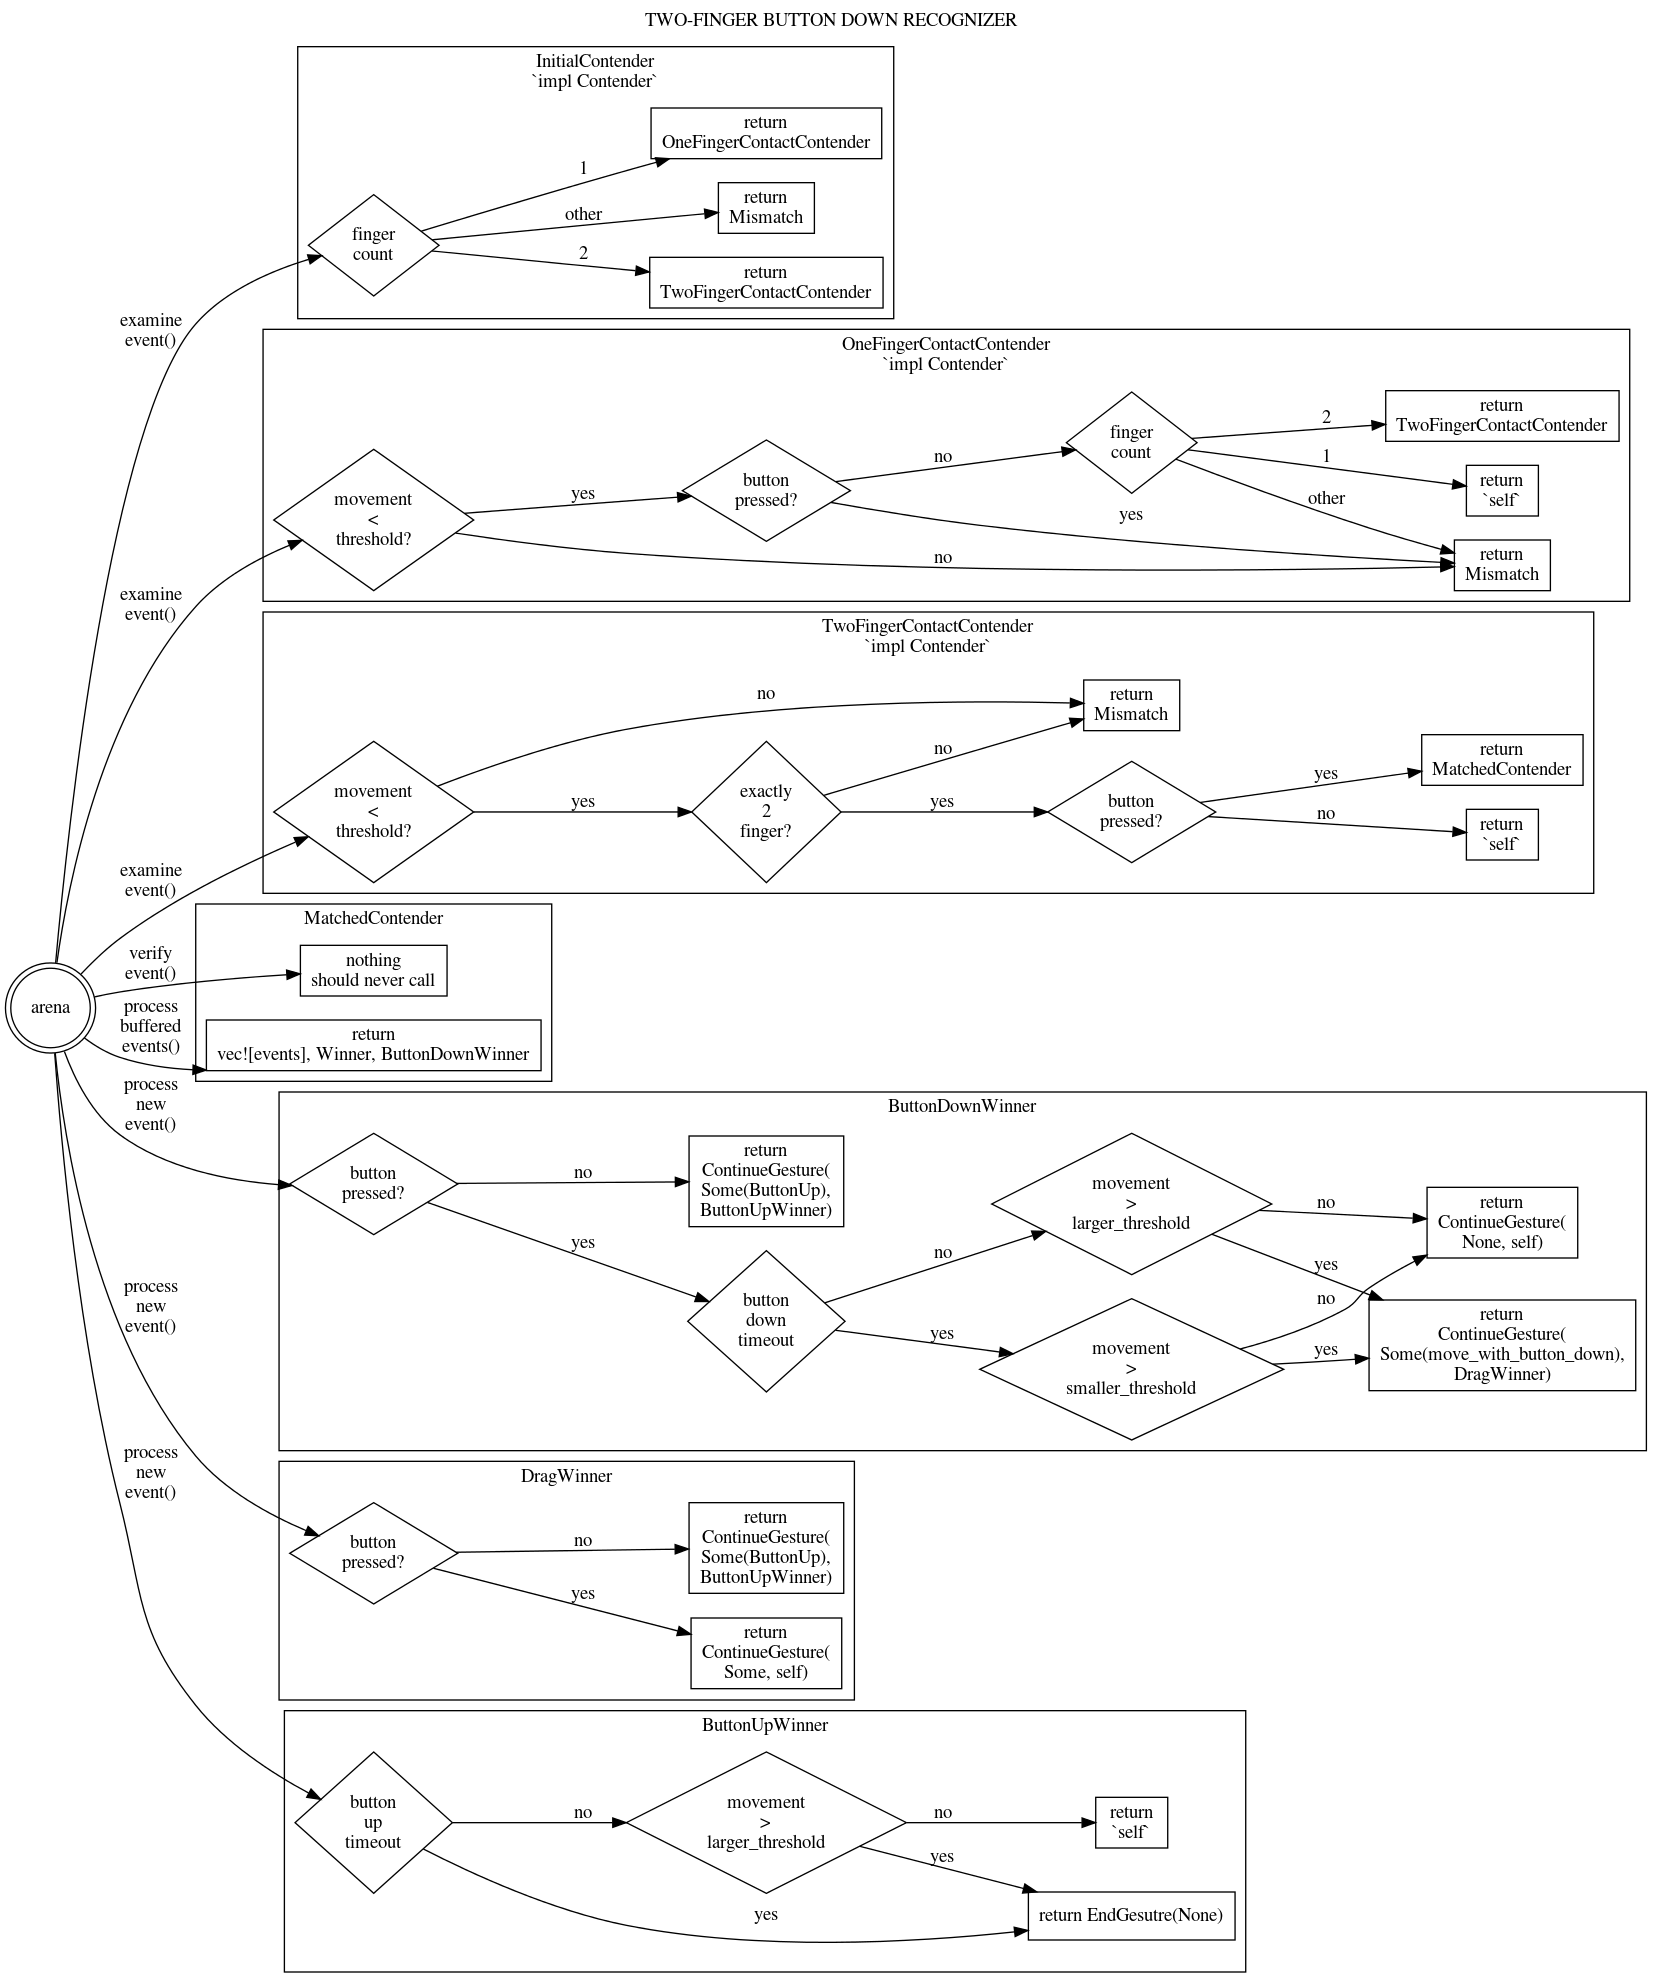 TWO-FINGER BUTTON DOWN RECOGNIZER
InitialContender
`impl Contender`
finger
count
1
other
2
return
OneFingerContactContender
return
Mismatch
return
TwoFingerContactContender
examine
event()
OneFingerContactContender
`impl Contender`
movement
<
threshold?
yes
no
button
pressed?
no
yes
finger
count
2
1
other
return
TwoFingerContactContender
return
`self`
return
Mismatch
examine
event()
TwoFingerContactContender
`impl Contender`
movement
<
threshold?
no
yes
exactly
2
finger?
no
yes
return
Mismatch
button
pressed?
yes
no
return
MatchedContender
return
`self`
examine
event()
arena
MatchedContender
verify
event()
nothing
should never call
process
buffered
events()
return
vec![events], Winner, ButtonDownWinner
process
new
event()
ButtonDownWinner
button
pressed?
no
yes
return
ContinueGesture(
Some(ButtonUp),
ButtonUpWinner)
button
down
timeout
no
yes
movement
>
larger_threshold
no
yes
movement
>
smaller_threshold
no
yes
return
ContinueGesture(
None, self)
return
ContinueGesture(
Some(move_with_button_down),
DragWinner)
process
new
event()
DragWinner
button
pressed?
no
yes
return
ContinueGesture(
Some(ButtonUp),
ButtonUpWinner)
return
ContinueGesture(
Some, self)
process
new
event()
ButtonUpWinner
button
up
timeout
no
yes
movement
>
larger_threshold
no
yes
return
`self`
return EndGesutre(None)